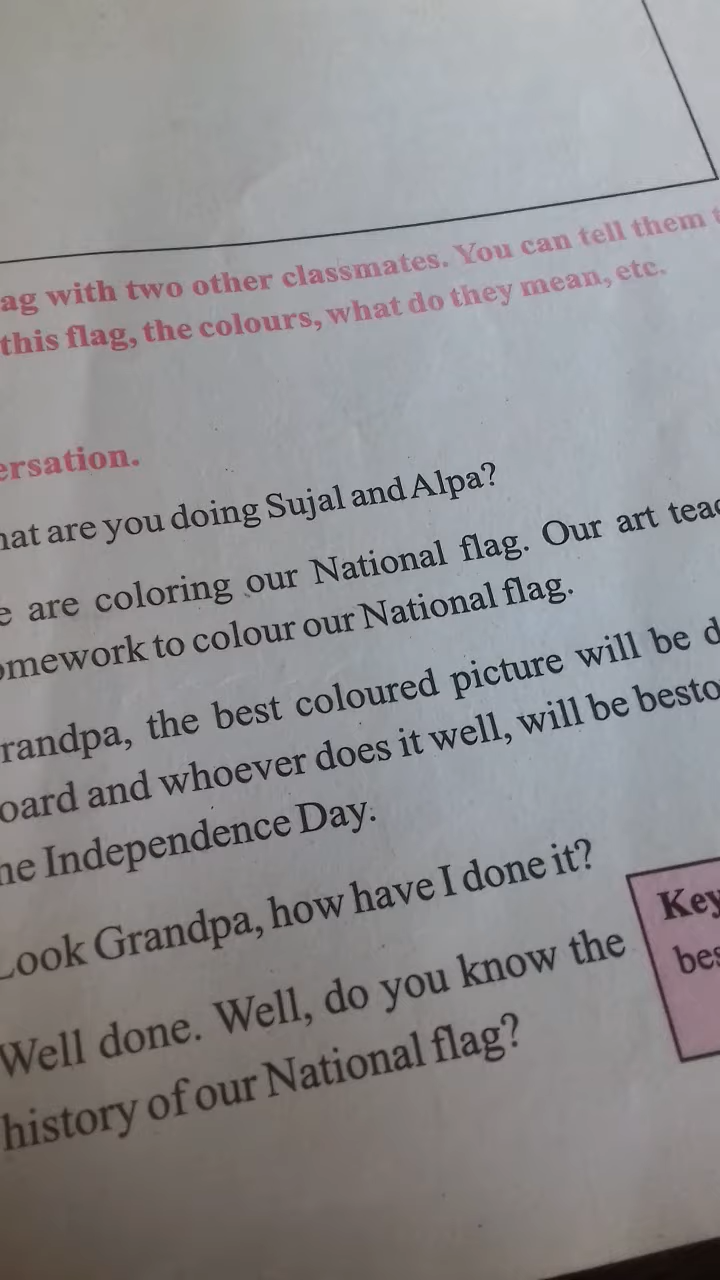 ag with two other classmates. You can tell them t
this flag, the colours, what do they mean, etc.
ersation.
hat are you doing Sujal and Alpa?
e are coloring our National flag. Our art teac
omework to colour our National flag.
randpa, the best coloured picture will be d
oard and whoever does it well, will be besto
he Independence Day.
Look Grandpa, how have I done it?
Well done. Well, do you know the
history of our National flag?
Key
bes